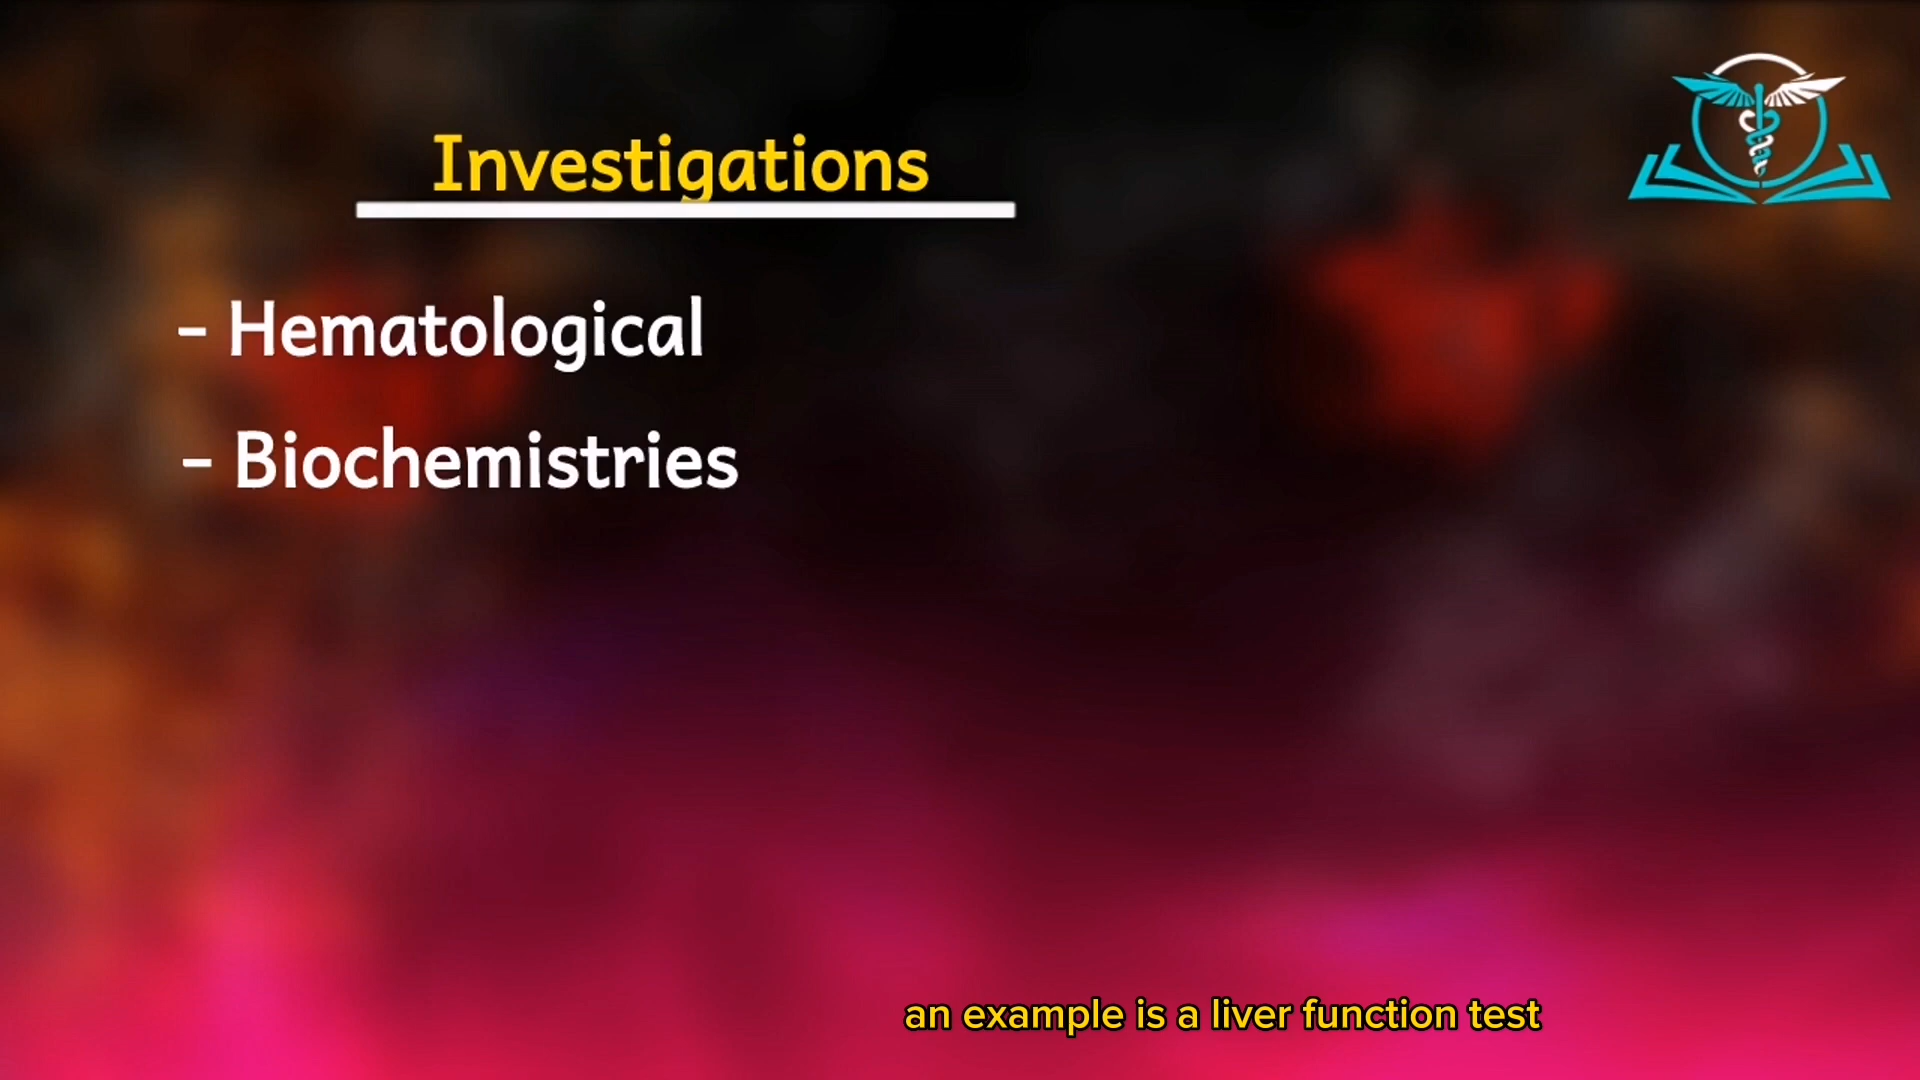 Investigations
- Hematological
- Biochemistries
an example is a liver function test